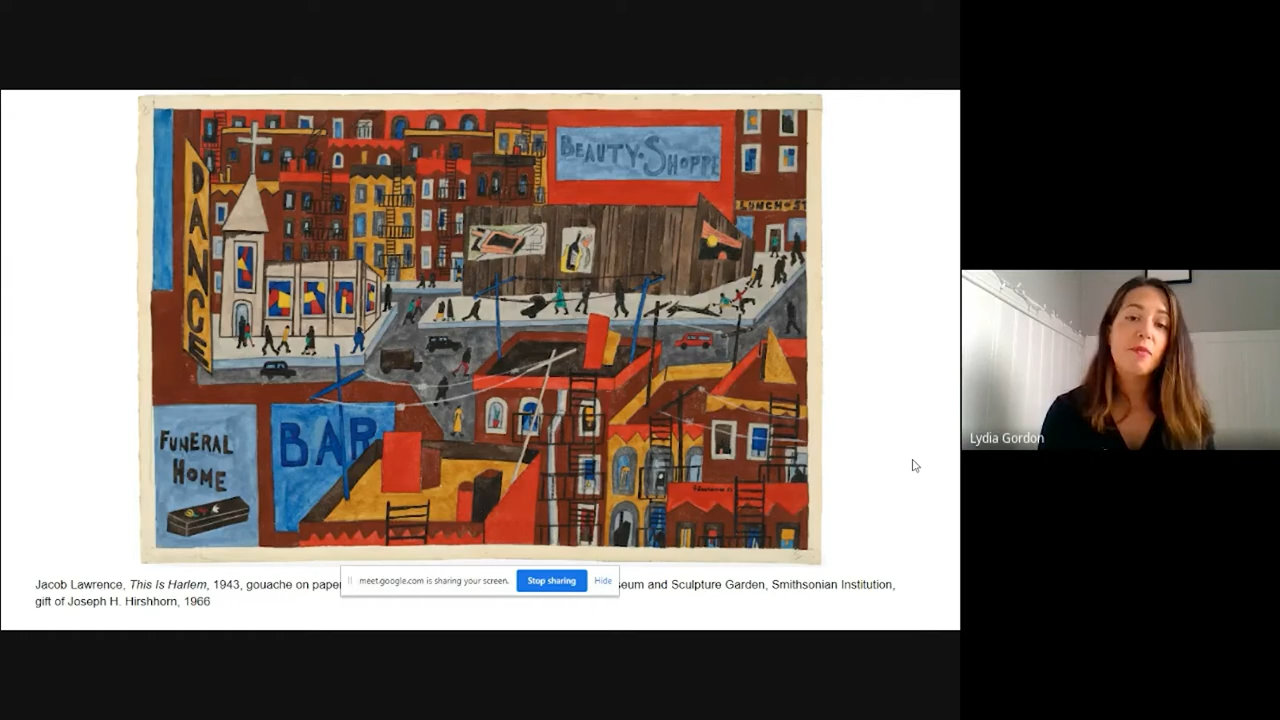 BEAUTY·SHOPPE
LUNCH·ST
DANCE
FUNERAL
HOME
BAR
Jacob Lawrence, This Is Harlem, 1943, gouache on pape
meet.google.com is sharing your screen.
Stop sharing
Hide
seum and Sculpture Garden, Smithsonian Institution,
gift of Joseph H. Hirshhorn, 1966
Lydia Gordon